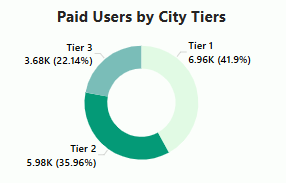 Paid Users by City Tiers
Tier 3
3.68K (22.14%)
Tier 1
6.96K (41.9%)
Tier 2
5.98K (35.96%)